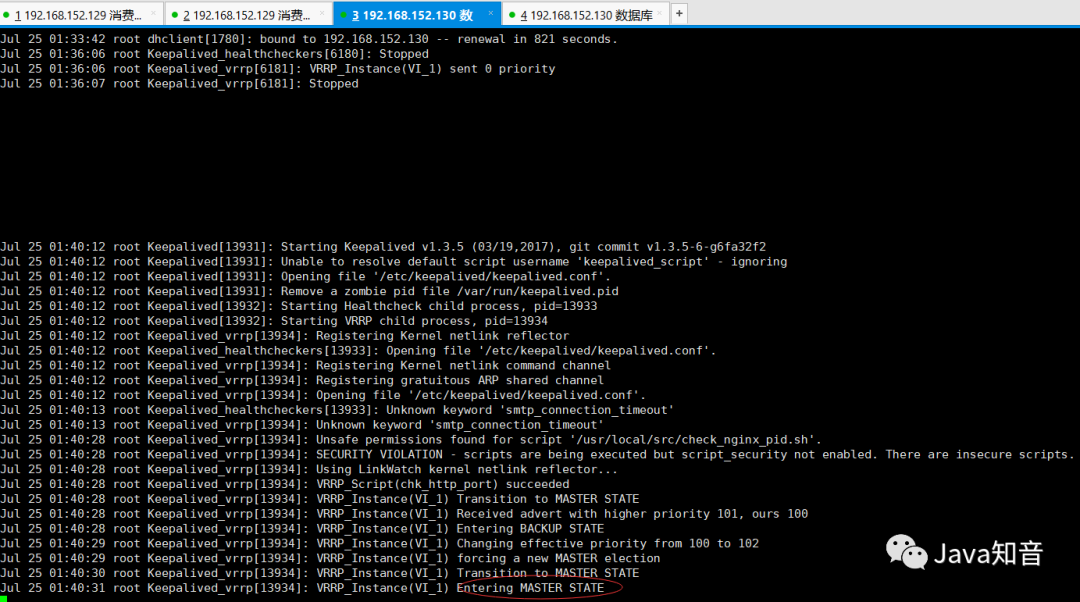 1 192.168.152.129 消费... × 2 192.168.152.129 消费... × 3 192.168.152.130 数 × 4 192.168.152.130 数据库 × +
Jul 25 01:33:42 root dhclient[1780]: bound to 192.168.152.130 -- renewal in 821 seconds.
Jul 25 01:36:06 root Keepalived_healthcheckers[6180]: Stopped
Jul 25 01:36:06 root Keepalived_vrrp[6181]: VRRP_Instance(VI_1) sent 0 priority
Jul 25 01:36:07 root Keepalived_vrrp[6181]: Stopped
Jul 25 01:40:12 root Keepalived[13931]: Starting Keepalived v1.3.5 (03/19,2017), git commit v1.3.5-6-g6fa32f2
Jul 25 01:40:12 root Keepalived[13931]: Unable to resolve default script username 'keepalived_script' - ignoring
Jul 25 01:40:12 root Keepalived[13931]: Opening file '/etc/keepalived/keepalived.conf'.
Jul 25 01:40:12 root Keepalived[13931]: Remove a zombie pid file /var/run/keepalived.pid
Jul 25 01:40:12 root Keepalived[13932]: Starting Healthcheck child process, pid=13933
Jul 25 01:40:12 root Keepalived[13932]: Starting VRRP child process, pid=13934
Jul 25 01:40:12 root Keepalived_vrrp[13934]: Registering Kernel netlink reflector
Jul 25 01:40:12 root Keepalived_healthcheckers[13933]: Opening file '/etc/keepalived/keepalived.conf'.
Jul 25 01:40:12 root Keepalived_vrrp[13934]: Registering Kernel netlink command channel
Jul 25 01:40:12 root Keepalived_vrrp[13934]: Registering gratuitous ARP shared channel
Jul 25 01:40:12 root Keepalived_vrrp[13934]: Opening file '/etc/keepalived/keepalived.conf'.
Jul 25 01:40:13 root Keepalived_healthcheckers[13933]: Unknown keyword 'smtp_connection_timeout'
Jul 25 01:40:13 root Keepalived_vrrp[13934]: Unknown keyword 'smtp_connection_timeout'
Jul 25 01:40:28 root Keepalived_vrrp[13934]: Unsafe permissions found for script '/usr/local/src/check_nginx_pid.sh'.
Jul 25 01:40:28 root Keepalived_vrrp[13934]: SECURITY VIOLATION - scripts are being executed but script_security not enabled. There are insecure scripts.
Jul 25 01:40:28 root Keepalived_vrrp[13934]: Using LinkWatch kernel netlink reflector...
Jul 25 01:40:28 root Keepalived_vrrp[13934]: VRRP_Script(chk_http_port) succeeded
Jul 25 01:40:28 root Keepalived_vrrp[13934]: VRRP_Instance(VI_1) Transition to MASTER STATE
Jul 25 01:40:28 root Keepalived_vrrp[13934]: VRRP_Instance(VI_1) Received advert with higher priority 101, ours 100
Jul 25 01:40:28 root Keepalived_vrrp[13934]: VRRP_Instance(VI_1) Entering BACKUP STATE
Jul 25 01:40:29 root Keepalived_vrrp[13934]: VRRP_Instance(VI_1) Changing effective priority from 100 to 102
Jul 25 01:40:29 root Keepalived_vrrp[13934]: VRRP_Instance(VI_1) forcing a new MASTER election
Jul 25 01:40:30 root Keepalived_vrrp[13934]: VRRP_Instance(VI_1) Transition to MASTER STATE
Jul 25 01:40:31 root Keepalived_vrrp[13934]: VRRP_Instance(VI_1) Entering MASTER STATE
Java知音